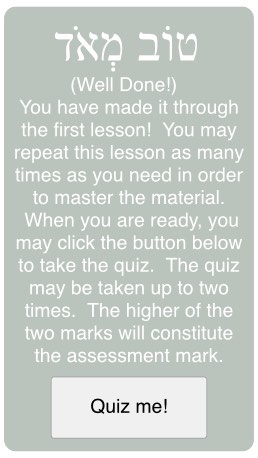 טוֹב מְאֹד
(Well Done!)
You have made it through
the first lesson!  You may
repeat this lesson as many
times as you need in order
to master the material.
When you are ready, you
may click the button below
to take the quiz.  The quiz
may be taken up to two
times.  The higher of the
two marks will constitute
the assessment mark.
Quiz me!